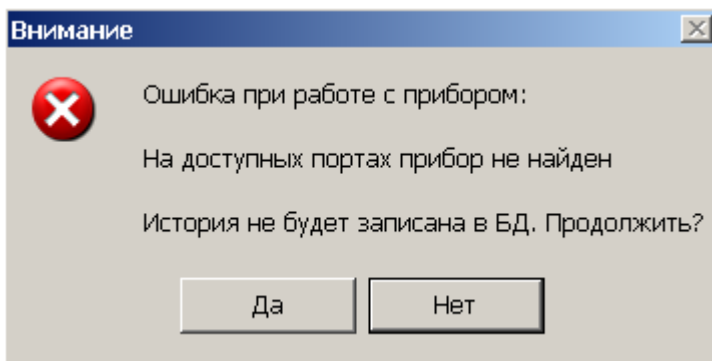 Внимание
Ошибка при работе с прибором:
На доступных портах прибор не найден
История не будет записана в БД. Продолжить?
Да
Нет